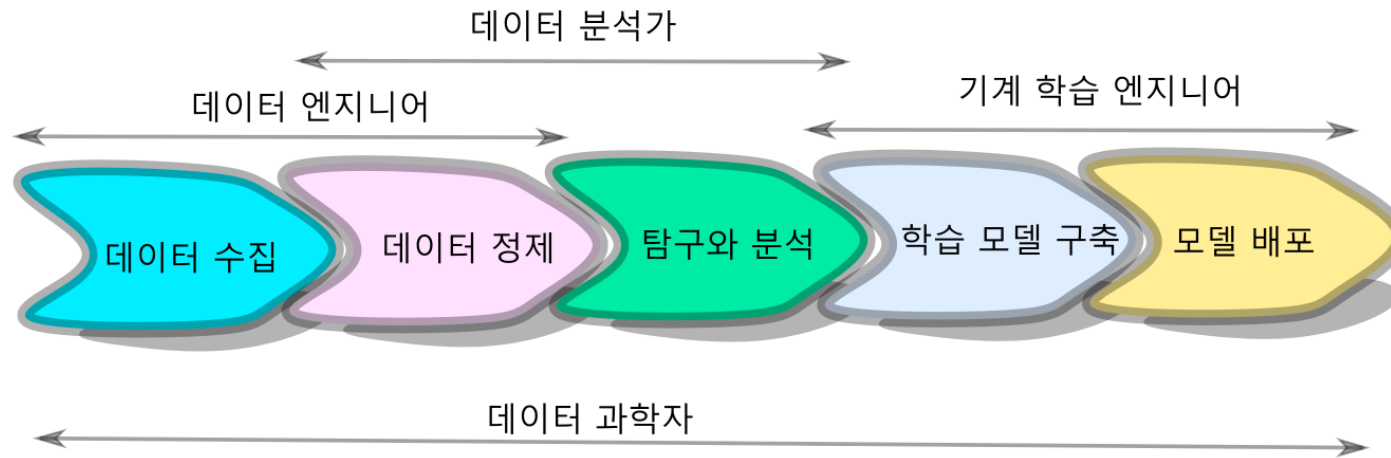 데이터 분석가
데이터 엔지니어
기계 학습 엔지니어
데이터 수집
데이터 정제
탐구와 분석
학습 모델 구축
모델 배포
데이터 과학자